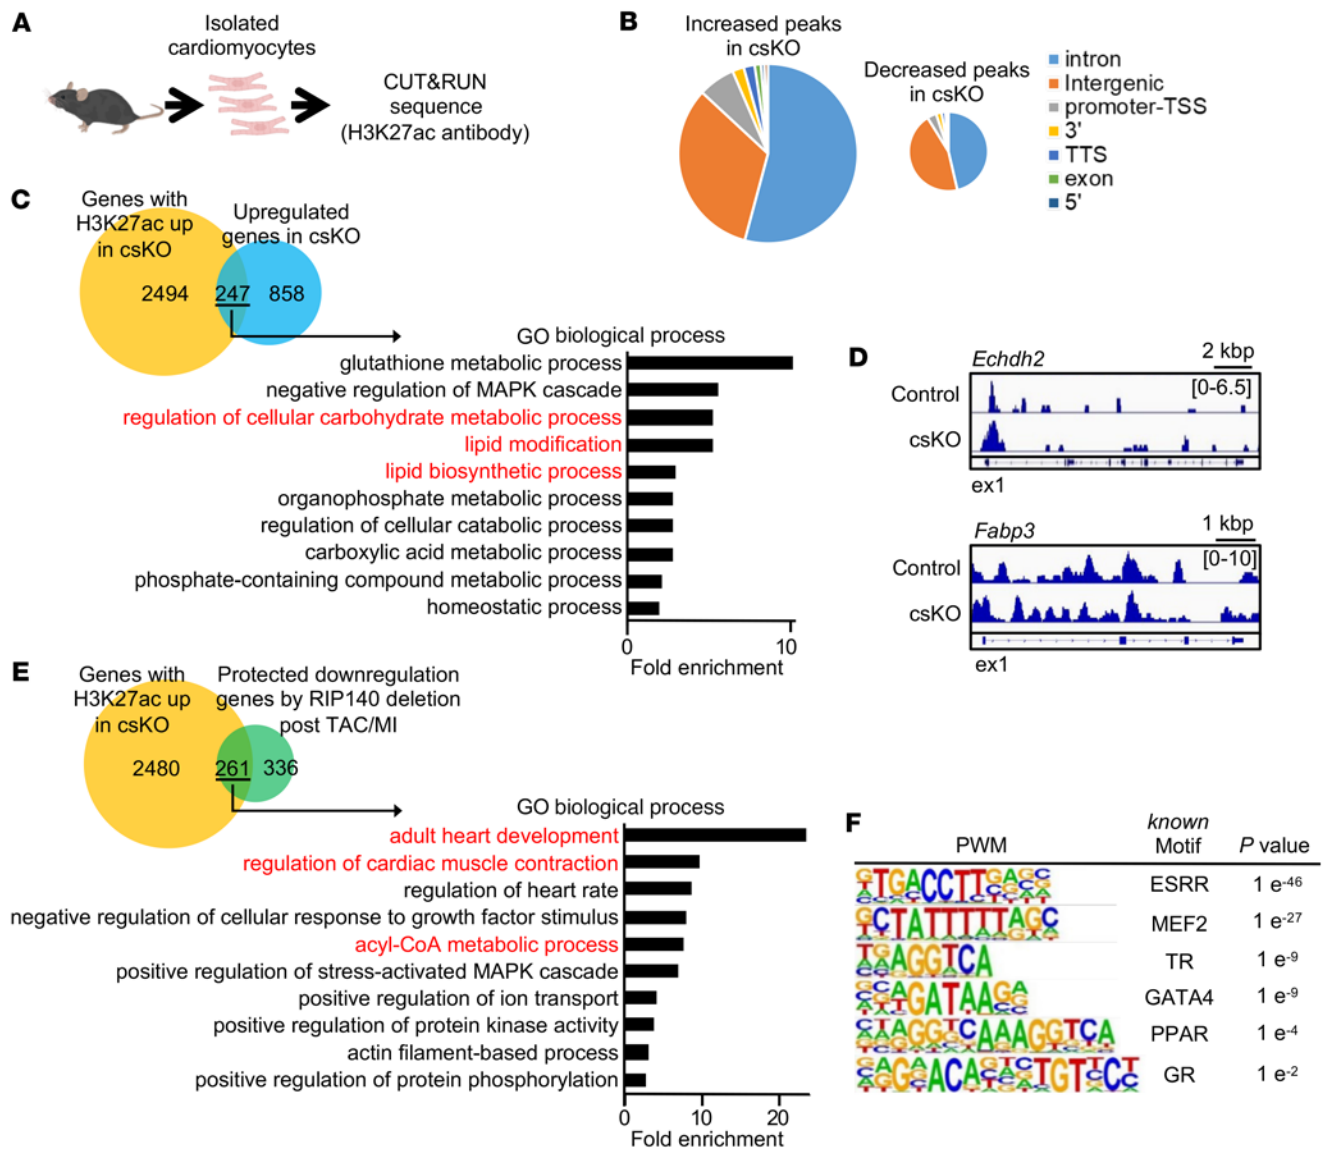 A
Isolated
cardiomyocytes
CUT&RUN
sequence
(H3K27ac antibody)
B
Increased peaks
in csKO
Decreased peaks
in csKO
intron
Intergenic
promoter-TSS
3'
TTS
exon
5'
C
Genes with
H3K27ac up
in csKO
Upregulated
genes in csKO
2494
247
858
GO biological process
glutathione metabolic process
negative regulation of MAPK cascade
regulation of cellular carbohydrate metabolic process
lipid modification
lipid biosynthetic process
organophosphate metabolic process
regulation of cellular catabolic process
carboxylic acid metabolic process
phosphate-containing compound metabolic process
homeostatic process
0 10
Fold enrichment
D
Echdh2
2 kbp
Control
[0-6.5]
csKO
ex1
Fabp3
1 kbp
Control
[0-10]
csKO
ex1
E
Genes with
H3K27ac up
in csKO
Protected downregulation
genes by RIP140 deletion
post TAC/MI
2480
261
336
GO biological process
adult heart development
regulation of cardiac muscle contraction
regulation of heart rate
negative regulation of cellular response to growth factor stimulus
acyl-CoA metabolic process
positive regulation of stress-activated MAPK cascade
positive regulation of ion transport
positive regulation of protein kinase activity
actin filament-based process
positive regulation of protein phosphorylation
0 10 20
Fold enrichment
F
PWM
known
Motif
P value
ESRR
1 e-46
MEF2
1 e-27
TR
1 e-9
GATA4
1 e-9
PPAR
1 e-4
GR
1 e-2